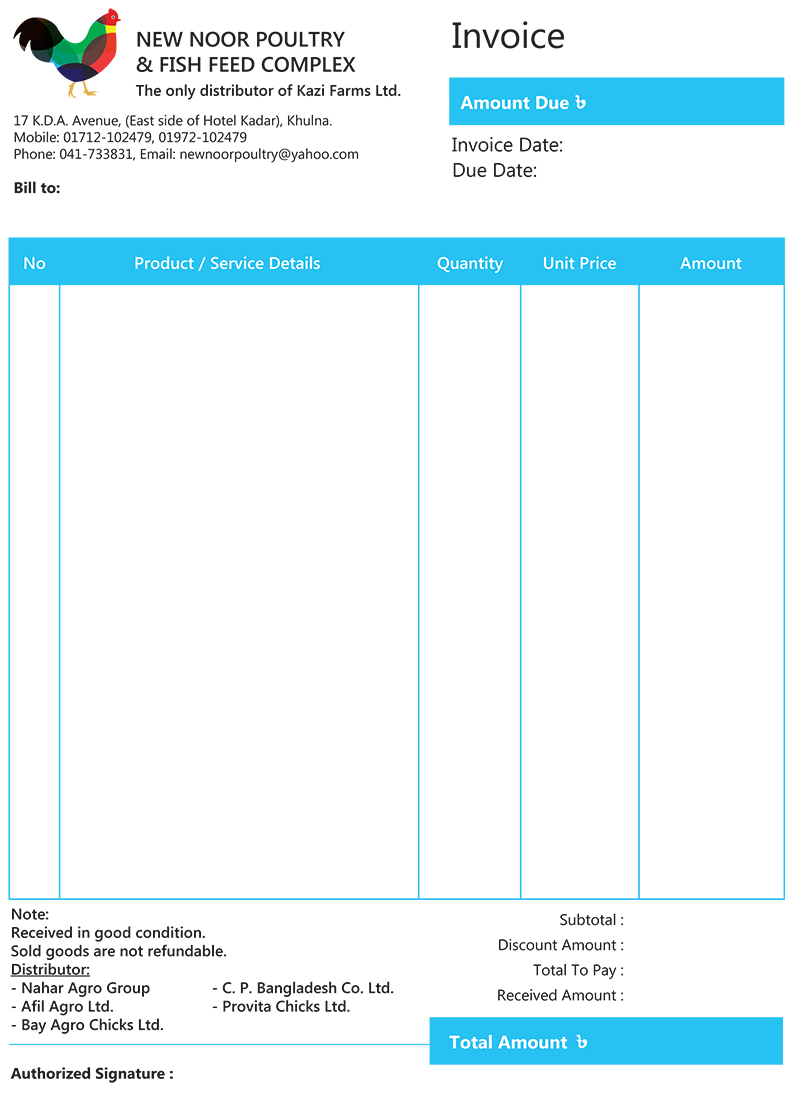 NEW NOOR POULTRY
& FISH FEED COMPLEX
The only distributor of Kazi Farms Ltd.
17 K.D.A. Avenue, (East side of Hotel Kadar), Khulna.
Mobile: 01712-102479, 01972-102479
Phone: 041-733831, Email: newnoorpoultry@yahoo.com
Bill to:
Invoice
Amount Due ৳
Invoice Date:
Due Date:
No Product / Service Details Quantity Unit Price Amount
Note:
Received in good condition.
Sold goods are not refundable.
Distributor:
- Nahar Agro Group - C. P. Bangladesh Co. Ltd.
- Afil Agro Ltd. - Provita Chicks Ltd.
- Bay Agro Chicks Ltd.
Subtotal :
Discount Amount :
Total To Pay :
Received Amount :
Total Amount ৳
Authorized Signature :